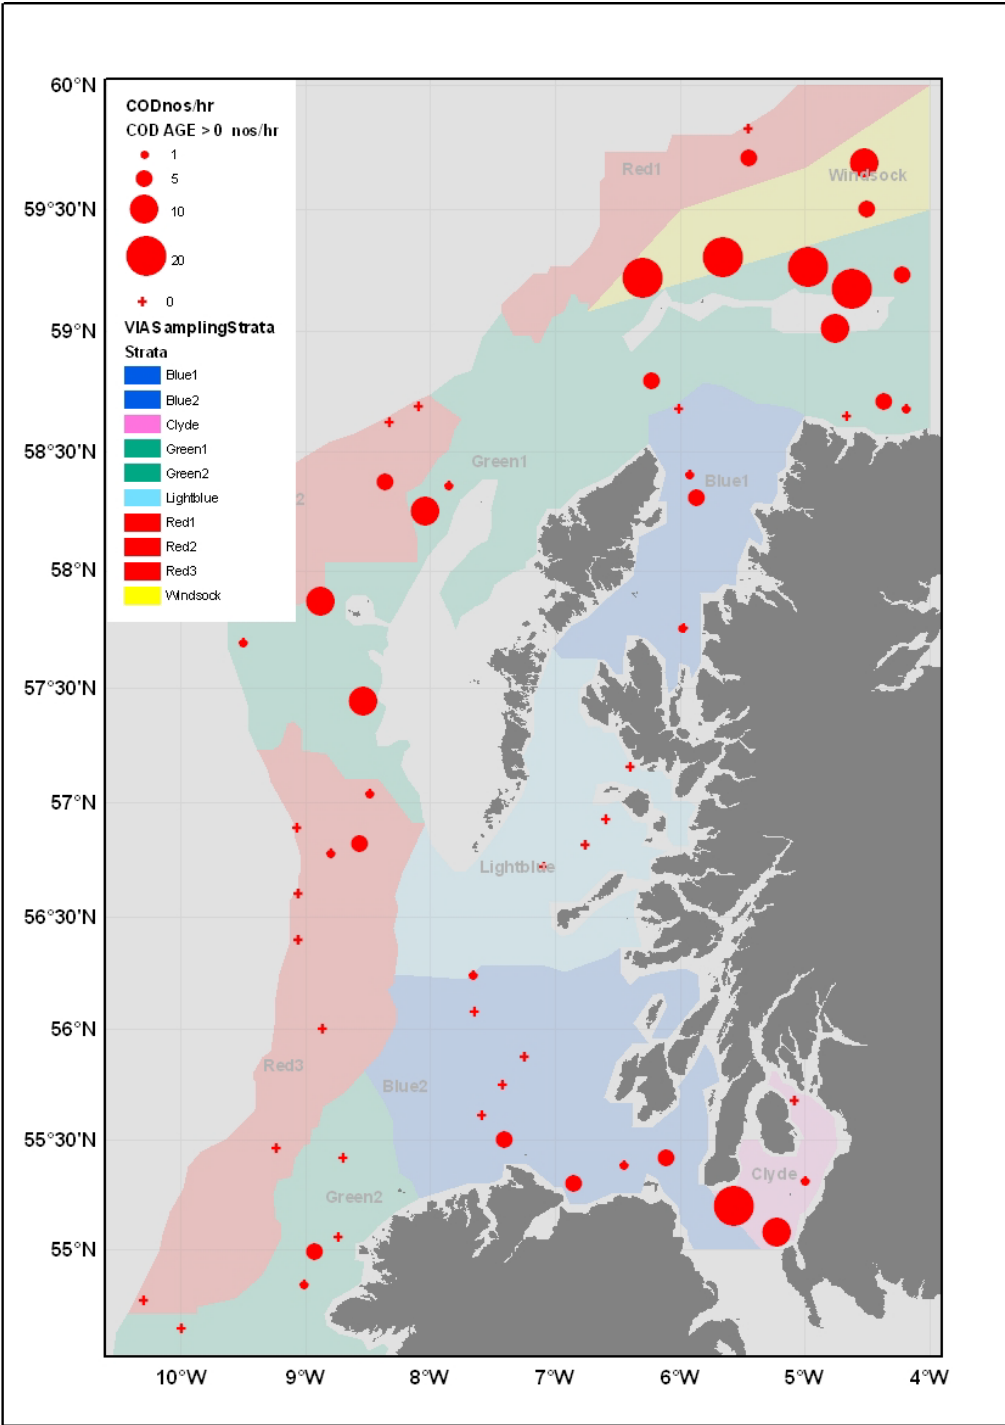 60°N
59°30'N
59°N
58°30'N
58°N
57°30'N
57°N
56°30'N
56°N
55°30'N
55°N
CODnos/hr
COD AGE > 0 nos/hr
1
5
10
20
0
VIASamplingStrata
Strata
Blue1
Blue2
Clyde
Green1
Green2
Lightblue
Red1
Red2
Red3
Windsock
Red1
Windsock
Green1
Blue1
2
Lightblue
Red3
Blue2
Clyde
Green2
10°W 9°W 8°W 7°W 6°W 5°W 4°W